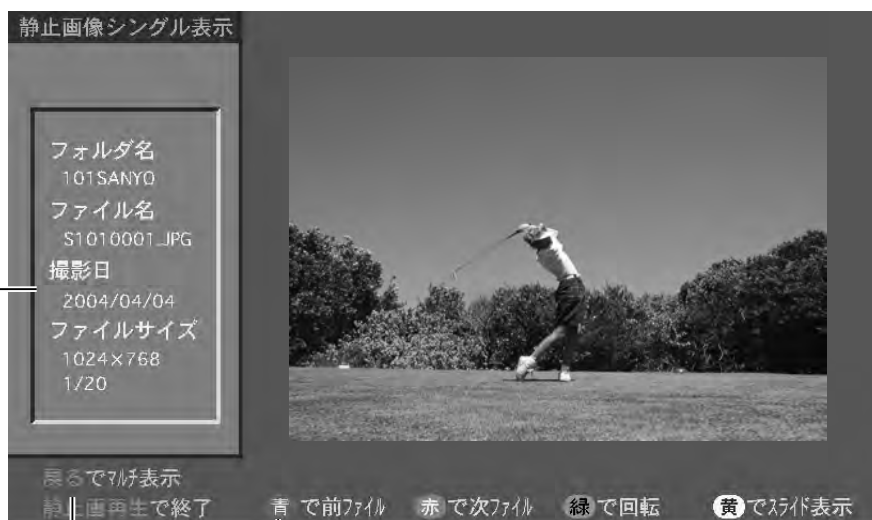 静止画像シングル表示
フォルダ名
101SANYO
ファイル名
S1010001.JPG
撮影日
2004/04/04
ファイルサイズ
1024×768
1/20
戻るでﾏﾙﾁ表示
静止画再生で終了
青 で前ﾌｧｲﾙ 赤 で次ﾌｧｲﾙ 緑 で回転 黄 でｽﾗｲﾄﾞ表示